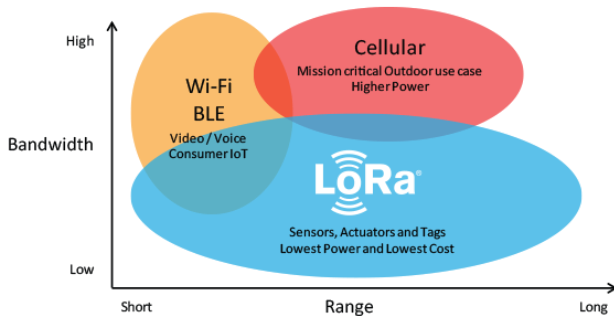 High
Bandwidth
Low
Wi-Fi
BLE
Video / Voice
Consumer IoT
Cellular
Mission critical Outdoor use case
Higher Power
LoRa®
Sensors, Actuators and Tags
Lowest Power and Lowest Cost
Short
Range
Long